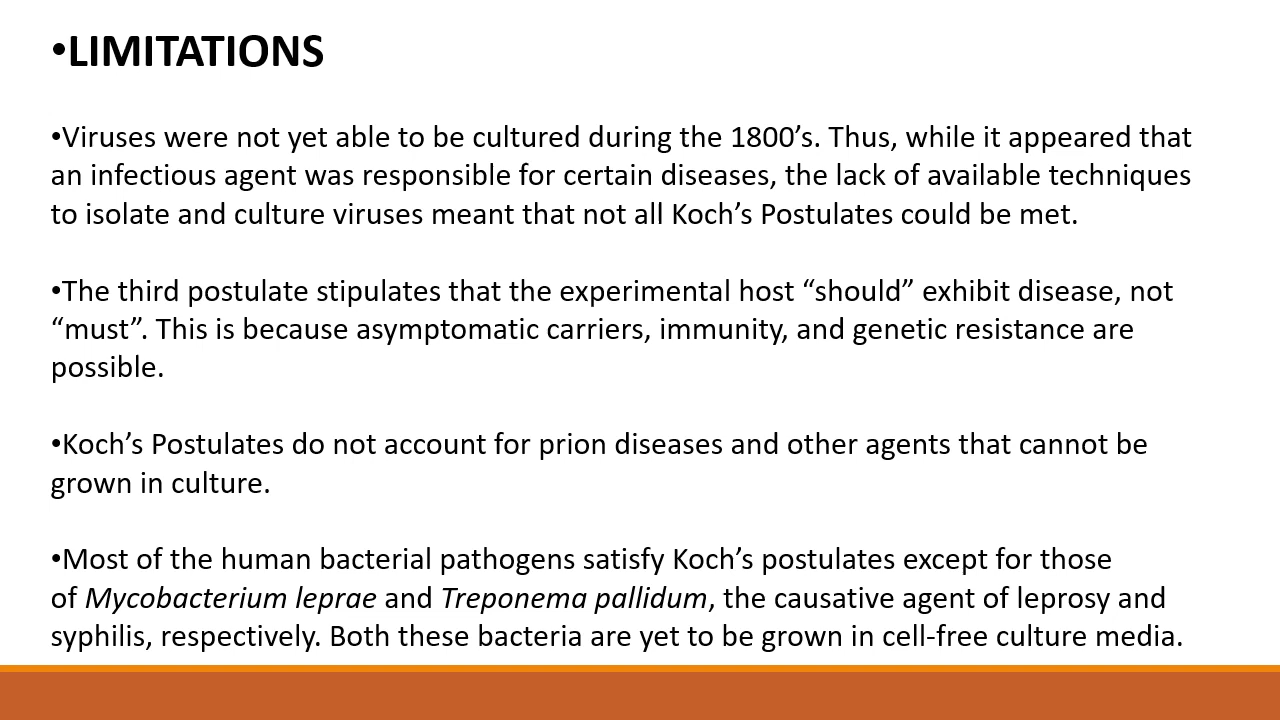 •LIMITATIONS
•Viruses were not yet able to be cultured during the 1800’s. Thus, while it appeared that
an infectious agent was responsible for certain diseases, the lack of available techniques
to isolate and culture viruses meant that not all Koch’s Postulates could be met.
•The third postulate stipulates that the experimental host “should” exhibit disease, not
“must”. This is because asymptomatic carriers, immunity, and genetic resistance are
possible.
•Koch’s Postulates do not account for prion diseases and other agents that cannot be
grown in culture.
•Most of the human bacterial pathogens satisfy Koch’s postulates except for those
of Mycobacterium leprae and Treponema pallidum, the causative agent of leprosy and
syphilis, respectively. Both these bacteria are yet to be grown in cell-free culture media.